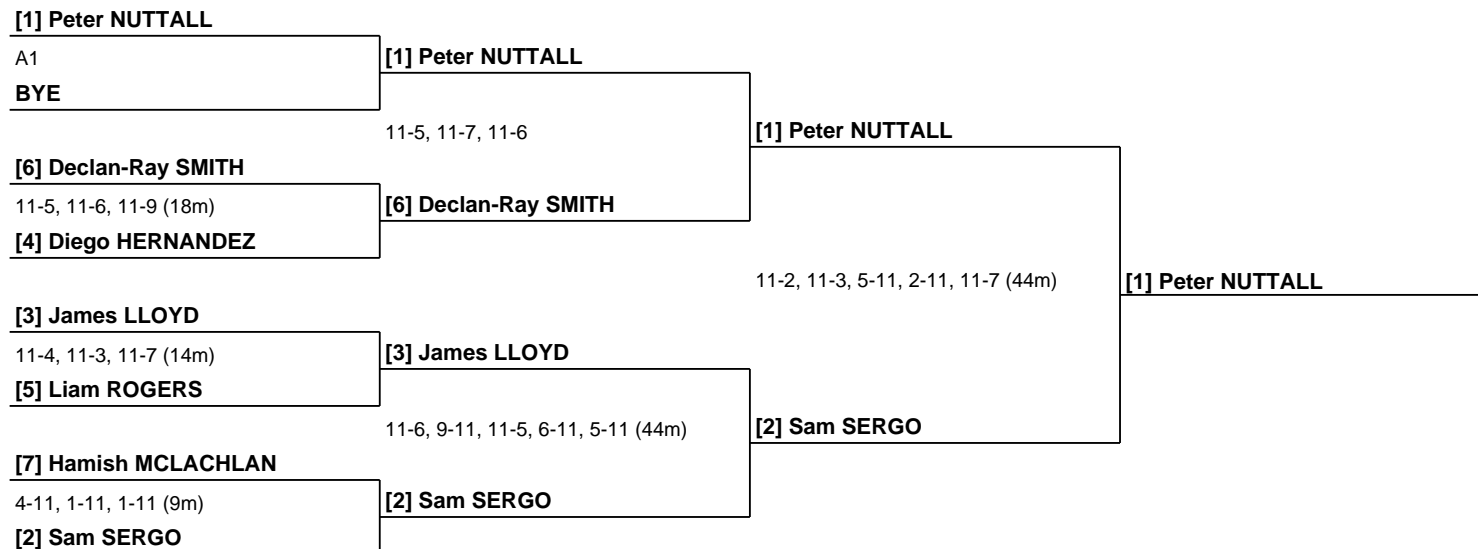 [1] Peter NUTTALL
A1
[1] Peter NUTTALL
BYE
11-5, 11-7, 11-6
[1] Peter NUTTALL
[6] Declan-Ray SMITH
11-5, 11-6, 11-9 (18m)
[6] Declan-Ray SMITH
[4] Diego HERNANDEZ
11-2, 11-3, 5-11, 2-11, 11-7 (44m)
[1] Peter NUTTALL
[3] James LLOYD
11-4, 11-3, 11-7 (14m)
[3] James LLOYD
[5] Liam ROGERS
11-6, 9-11, 11-5, 6-11, 5-11 (44m)
[2] Sam SERGO
[7] Hamish MCLACHLAN
4-11, 1-11, 1-11 (9m)
[2] Sam SERGO
[2] Sam SERGO